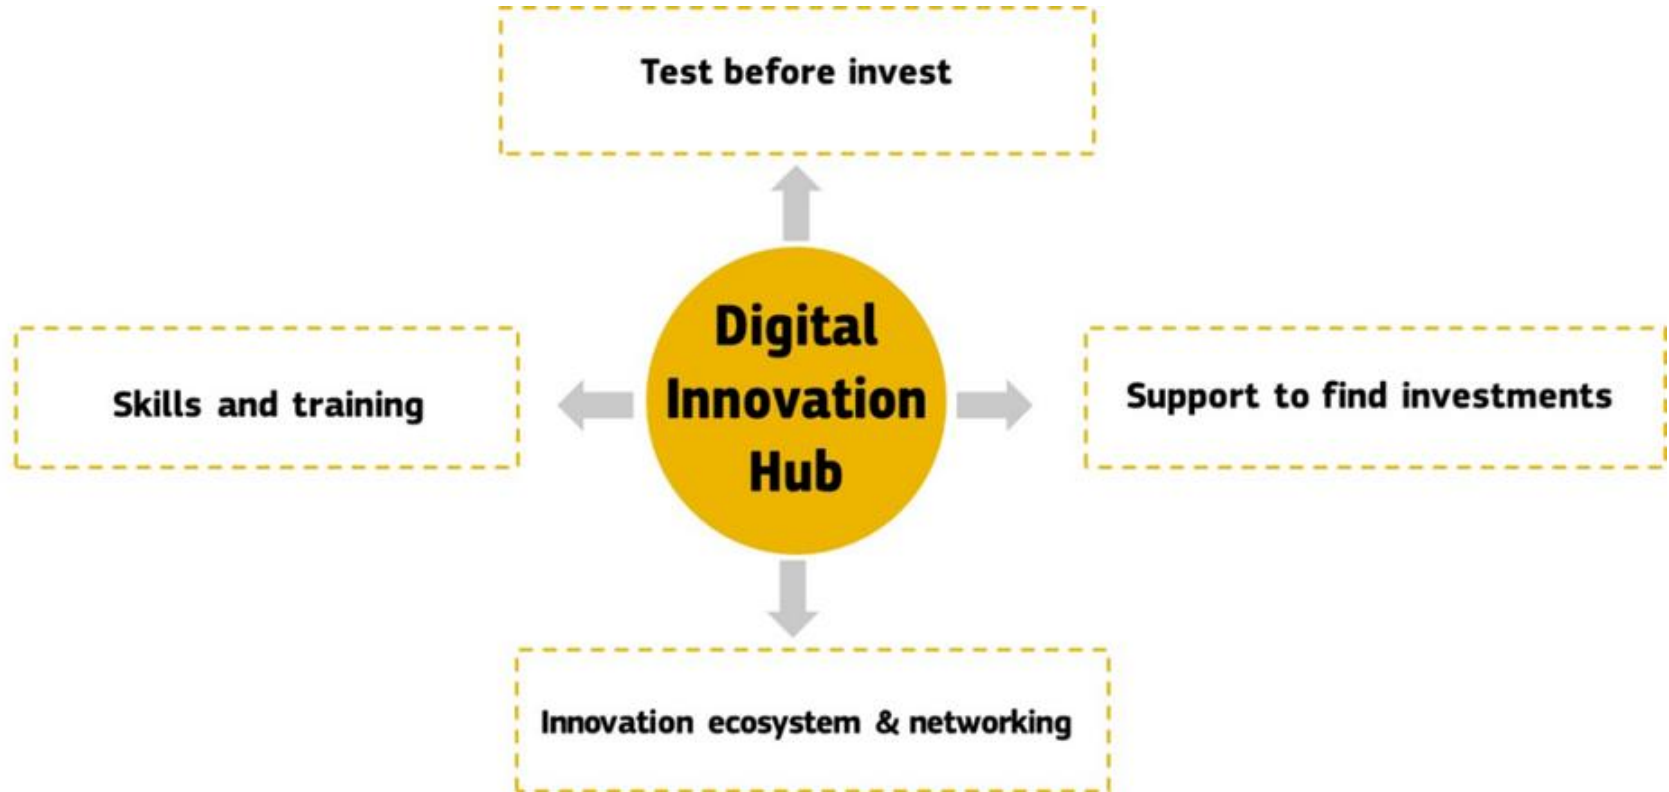 Test before invest
Skills and training
Digital
Innovation
Hub
Support to find investments
Innovation ecosystem & networking